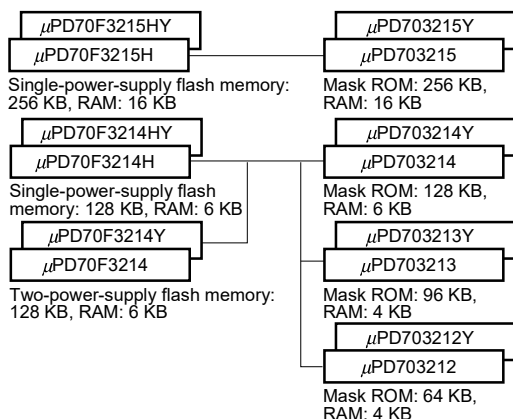 μPD70F3215HY
μPD70F3215H
Single-power-supply flash memory:
256 KB, RAM: 16 KB
μPD703215Y
μPD703215
Mask ROM: 256 KB,
RAM: 16 KB
μPD70F3214HY
μPD70F3214H
Single-power-supply flash
memory: 128 KB, RAM: 6 KB
μPD703214Y
μPD703214
Mask ROM: 128 KB,
RAM: 6 KB
μPD70F3214Y
μPD70F3214
Two-power-supply flash memory:
128 KB, RAM: 6 KB
μPD703213Y
μPD703213
Mask ROM: 96 KB,
RAM: 4 KB
μPD703212Y
μPD703212
Mask ROM: 64 KB,
RAM: 4 KB